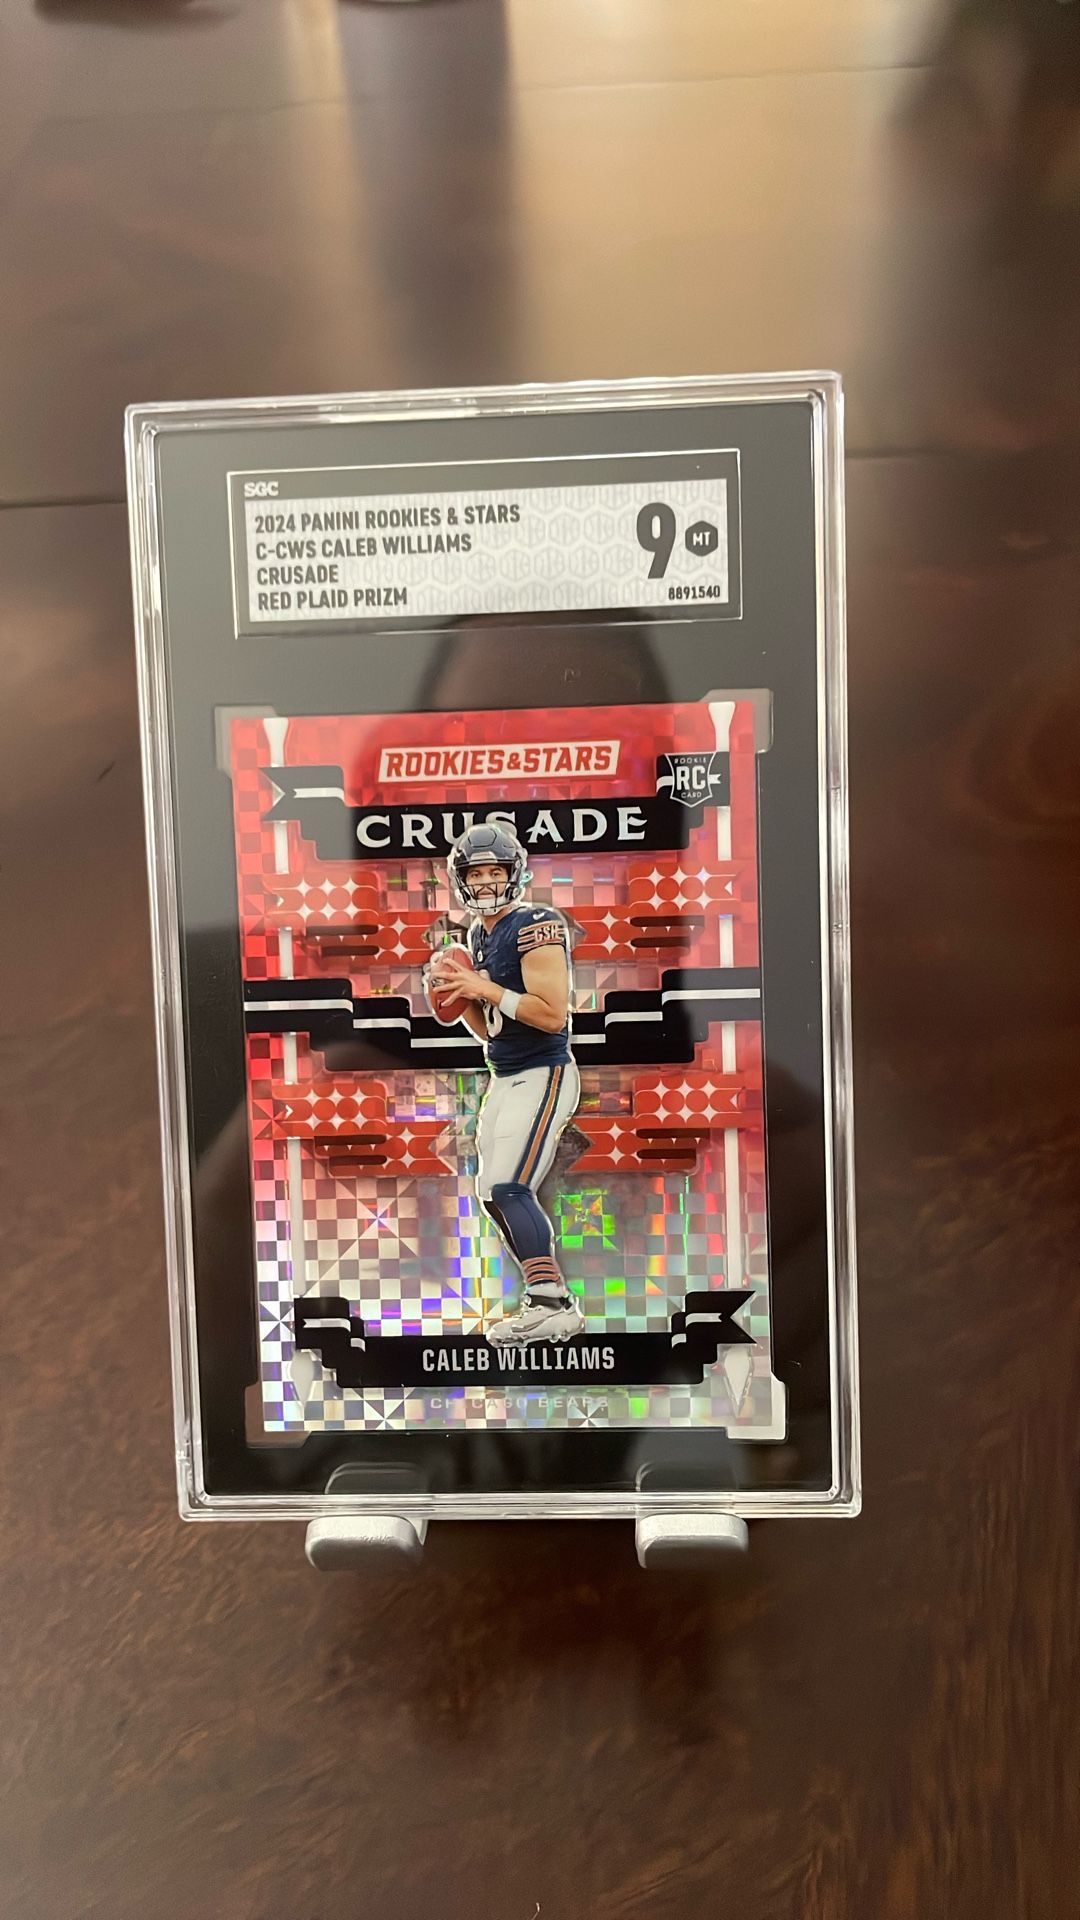 SGC
2024 PANINI ROOKIES & STARS
C-CWS CALEB WILLIAMS
CRUSADE
RED PLAID PRIZM
9 MT
8891540
ROOKIES&STARS
ROOKIE
RC
CARD
CRUSADE
GSH
CALEB WILLIAMS
CHICAGO BEARS